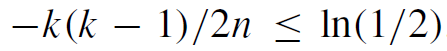 −k(k − 1)/2n ≤ ln(1/2)